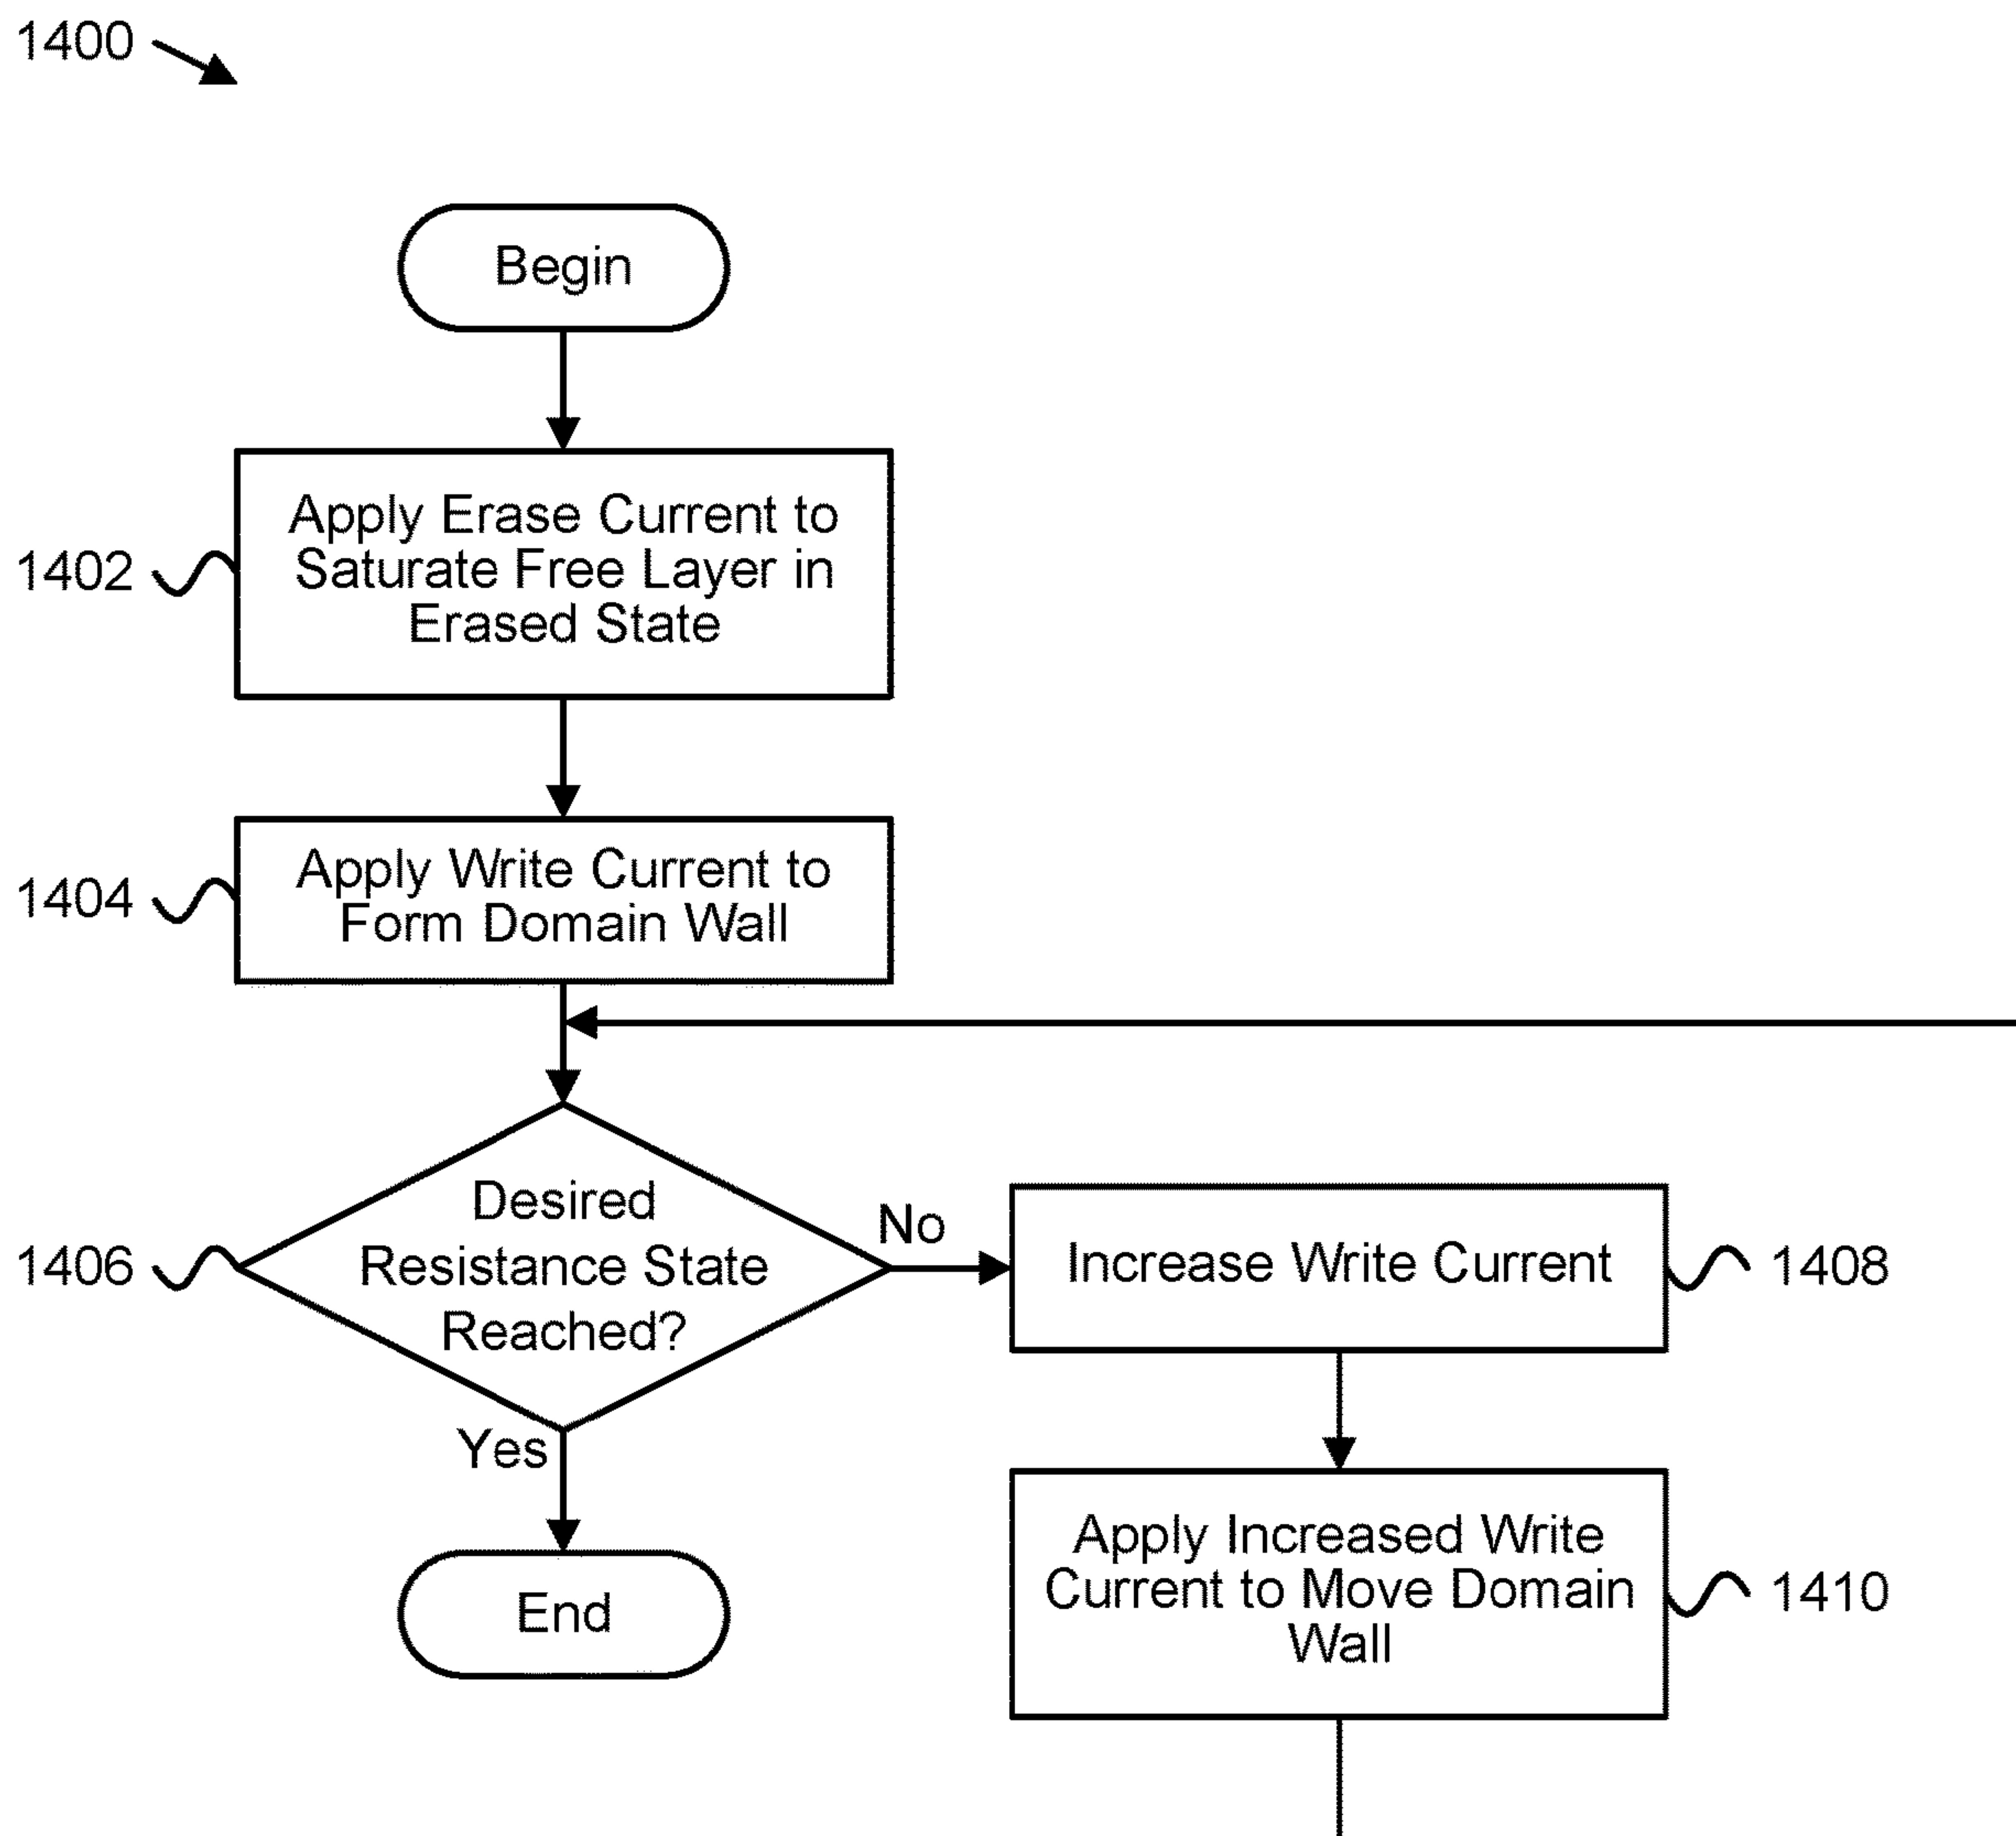 1400
Begin
Apply Erase Current to
Saturate Free Layer in
Erased State
1402
Apply Write Current to
Form Domain Wall
1404
Desired
Resistance State
Reached?
1406
No
Yes
Increase Write Current
1408
Apply Increased Write
Current to Move Domain
Wall
1410
End